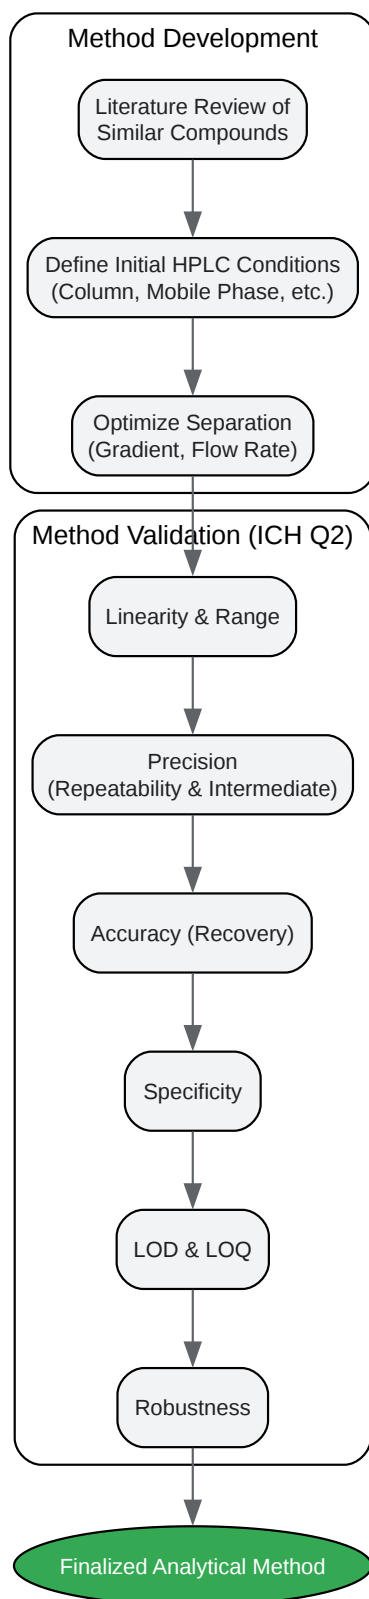 Method Development
Literature Review of
Similar Compounds
Define Initial HPLC Conditions
(Column, Mobile Phase, etc.)
Optimize Separation
(Gradient, Flow Rate)
Method Validation (ICH Q2)
Linearity & Range
Precision
(Repeatability & Intermediate)
Accuracy (Recovery)
Specificity
LOD & LOQ
Robustness
Finalized Analytical Method